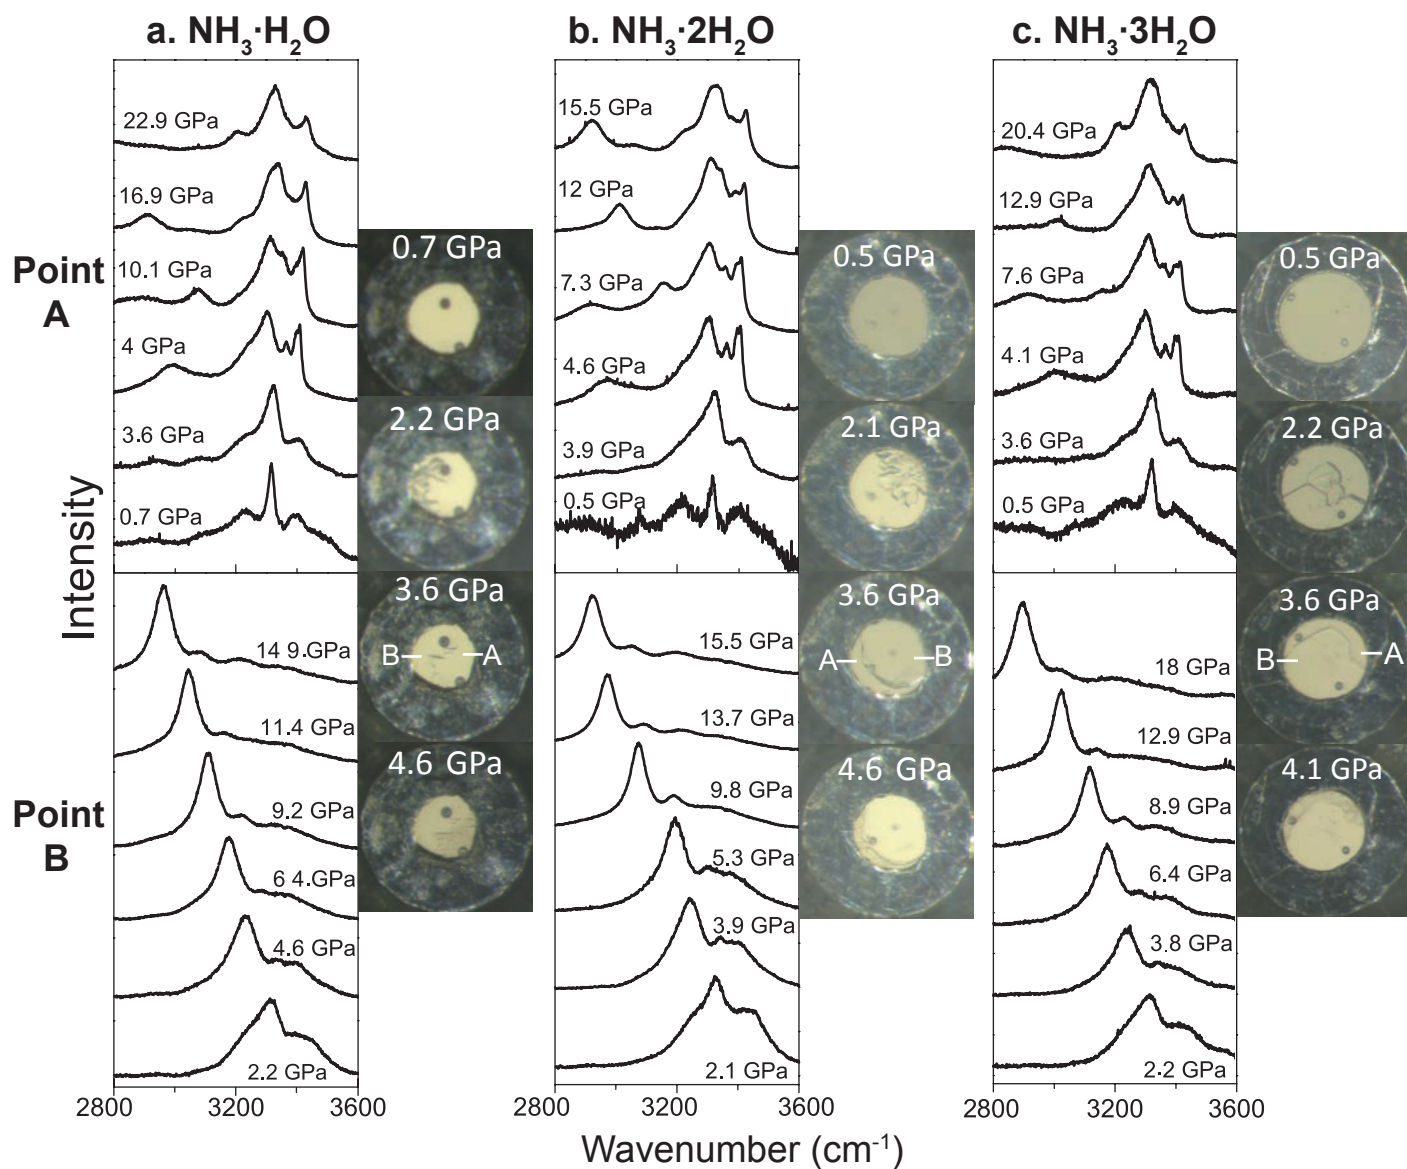 a. NH3·H2O
b. NH3·2H2O
c. NH3·3H2O
Point A
Point B
Intensity
22.9 GPa
16.9 GPa
10.1 GPa
4 GPa
3.6 GPa
0.7 GPa
14 9.GPa
11.4 GPa
9.2 GPa
6 4.GPa
4.6 GPa
2.2 GPa
2800
3200
3600
0.7 GPa
2.2 GPa
3.6 GPa
B
A
4.6 GPa
15.5 GPa
12 GPa
7.3 GPa
4.6 GPa
3.9 GPa
0.5 GPa
15.5 GPa
13.7 GPa
9.8 GPa
5.3 GPa
3.9 GPa
2.1 GPa
2800
3200
3600
0.5 GPa
2.1 GPa
3.6 GPa
A
B
4.6 GPa
20.4 GPa
12.9 GPa
7.6 GPa
4.1 GPa
3.6 GPa
0.5 GPa
18 GPa
12.9 GPa
8.9 GPa
6.4 GPa
3.8 GPa
2.2 GPa
2800
3200
3600
0.5 GPa
2.2 GPa
3.6 GPa
B
A
4.1 GPa
Wavenumber (cm-1)